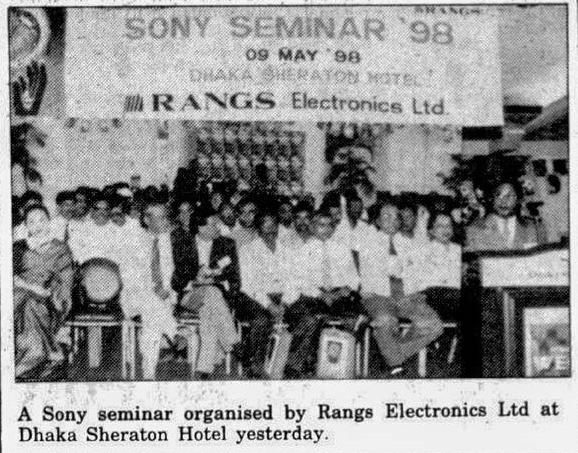 SONY SEMINAR '98
09 MAY '98
DHAKA SHERATON HOTEL
RANGS Electronics Ltd.
WE
A Sony seminar organised by Rangs Electronics Ltd at
Dhaka Sheraton Hotel yesterday.